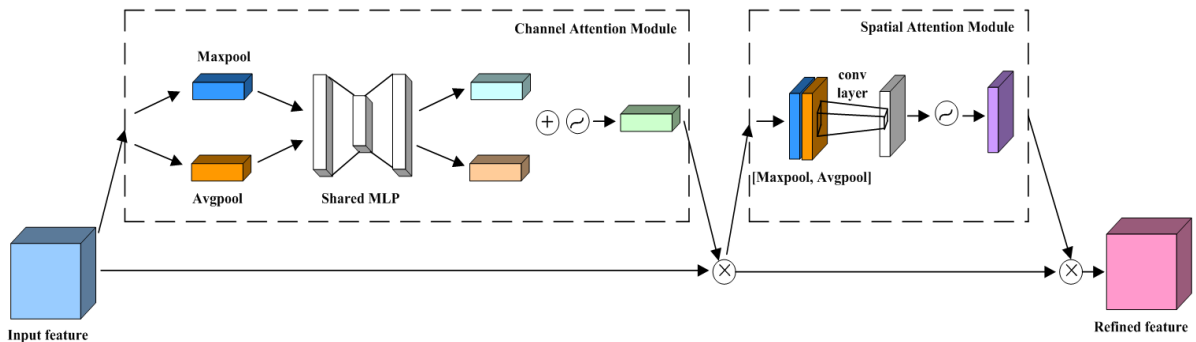 Channel Attention Module
Spatial Attention Module
Maxpool
Avgpool
Shared MLP
conv
layer
[Maxpool, Avgpool]
Input feature
Refined feature